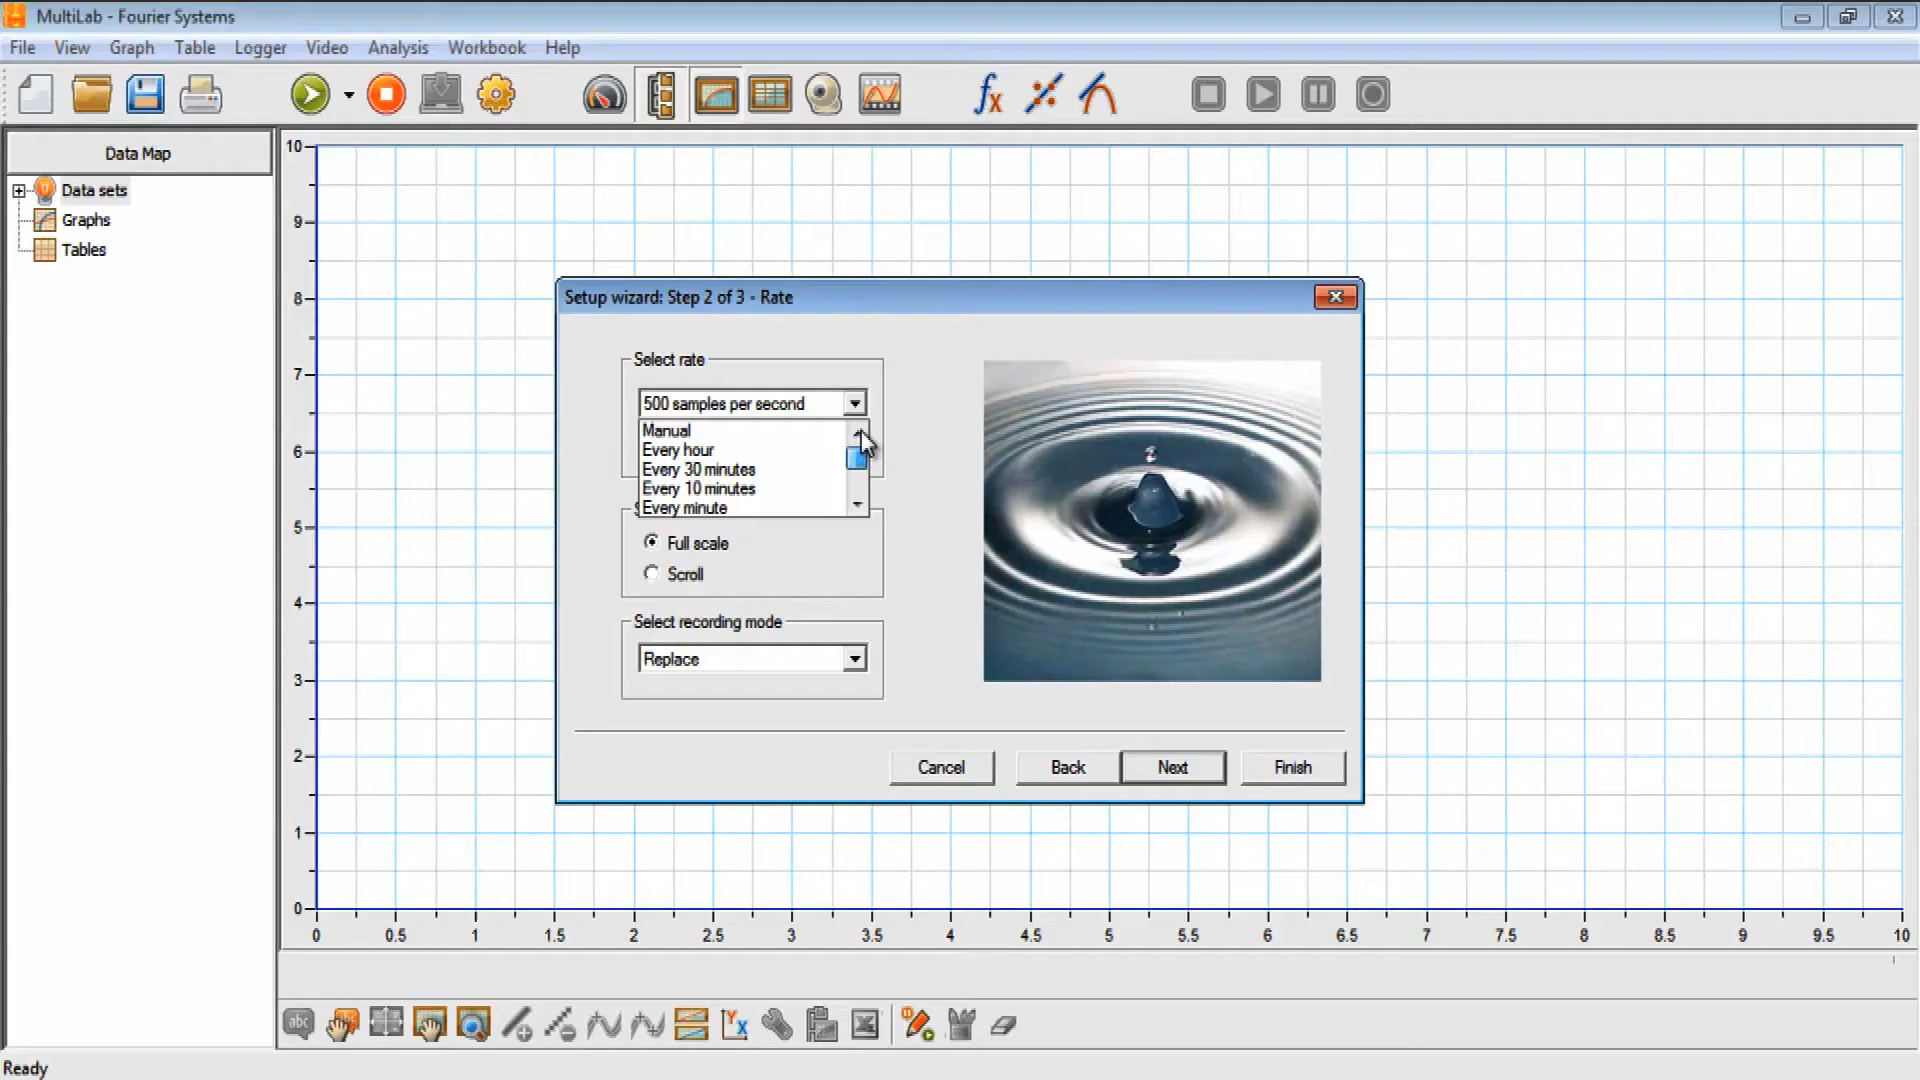 MultiLab - Fourier Systems
File View Graph Table Logger Video Analysis Workbook Help
fx
Data Map
Data sets
Graphs
Tables
10
9
8
7
6
5
4
3
2
1
0
0 0.5 1 1.5 2 2.5 3 3.5 4 4.5 5 5.5 6 6.5 7 7.5 8 8.5 9 9.5 10
Setup wizard: Step 2 of 3 - Rate
Select rate
500 samples per second
Manual
Every hour
Every 30 minutes
Every 10 minutes
Every minute
Full scale
Scroll
Select recording mode
Replace
Cancel Back Next Finish
abc
Yx
Ready